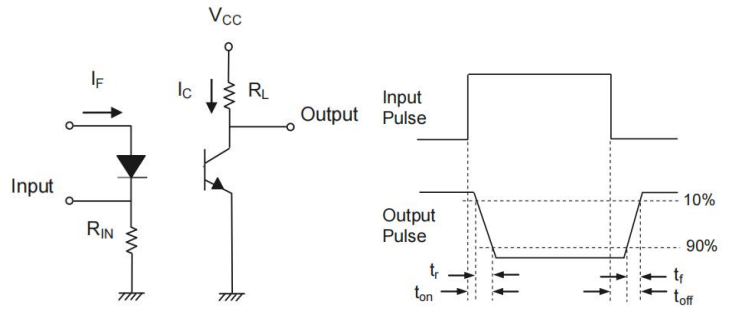 V_CC
I_F
I_C
R_L
Output
Input
R_IN
Input
Pulse
Output
Pulse
10%
90%
t_r
t_f
t_on
t_off